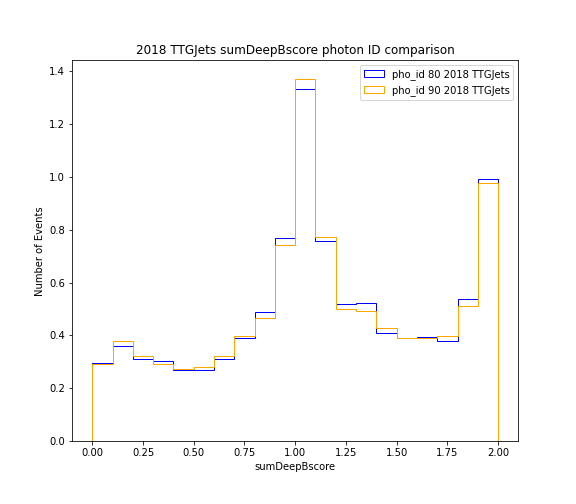 2018 TTGJets sumDeepBscore photon ID comparison
pho_id 80 2018 TTGJets
pho_id 90 2018 TTGJets
Number of Events
1.4
1.2
1.0
0.8
0.6
0.4
0.2
0.0
0.00 0.25 0.50 0.75 1.00 1.25 1.50 1.75 2.00
sumDeepBscore